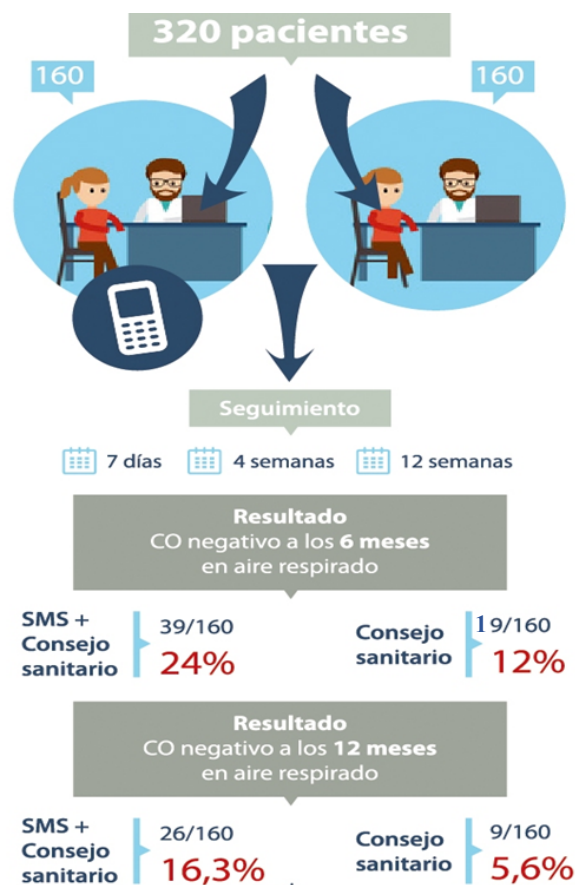 320 pacientes
160
160
Seguimiento
7 días
4 semanas
12 semanas
Resultado
CO negativo a los 6 meses
en aire respirado
SMS +
Consejo
sanitario
39/160
24%
Consejo
sanitario
19/160
12%
Resultado
CO negativo a los 12 meses
en aire respirado
SMS +
Consejo
sanitario
26/160
16,3%
Consejo
sanitario
9/160
5,6%